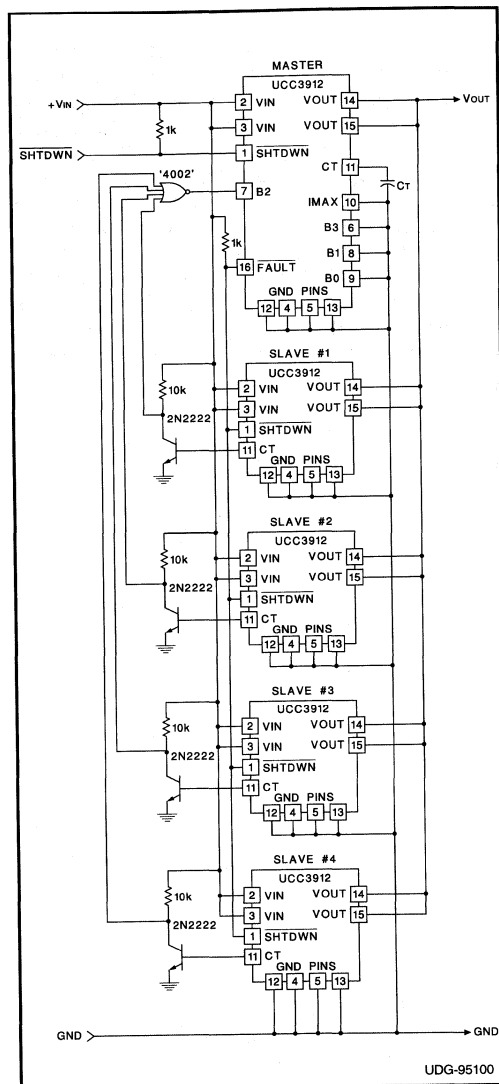 MASTER
UCC3912
+VIN 2 VIN VOUT 14 VOUT
3 VIN VOUT 15
1k
SHTDWN 1 SHTDWN CT 11
'4002' CT
7 B2 IMAX 10
B3 6
1k
16 FAULT B1 8
B0 9
GND PINS
12 4 5 13
SLAVE #1
UCC3912
10k 2 VIN VOUT 14
3 VIN VOUT 15
2N2222 1 SHTDWN
11 CT
GND PINS
12 4 5 13
SLAVE #2
UCC3912
10k 2 VIN VOUT 14
3 VIN VOUT 15
2N2222 1 SHTDWN
11 CT
GND PINS
12 4 5 13
SLAVE #3
UCC3912
10k 2 VIN VOUT 14
3 VIN VOUT 15
2N2222 1 SHTDWN
11 CT
GND PINS
12 4 5 13
SLAVE #4
UCC3912
10k 2 VIN VOUT 14
3 VIN VOUT 15
2N2222 1 SHTDWN
11 CT
GND PINS
12 4 5 13
GND GND
UDG-95100